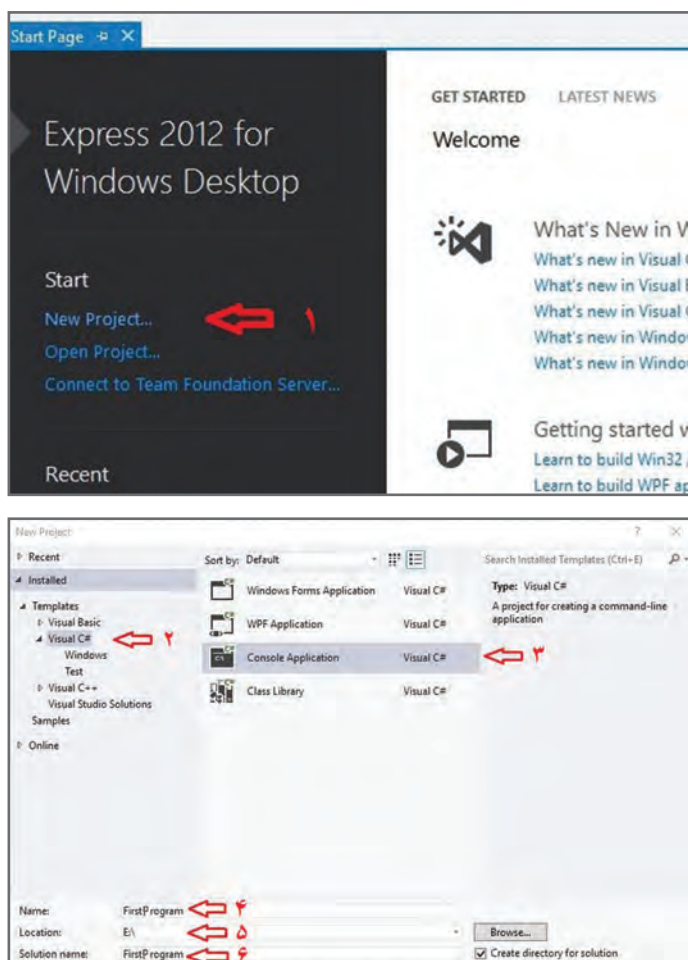 Start Page
Express 2012 for
Windows Desktop
Start
New Project... ۱
Open Project...
Connect to Team Foundation Server...
Recent
GET STARTED LATEST NEWS
Welcome
What's New in
What's new in Visual
What's new in Visual
What's new in Visual
What's new in
What's new in
Getting started
Learn to build Win32
Learn to build WPF
New Project
Recent
Installed
Templates
Visual Basic
Visual C# ۲
Windows
Test
Visual C++
Visual Studio Solutions
Samples
Online
Sort by: Default
Windows Forms Application Visual C#
WPF Application Visual C#
Console Application Visual C# ۳
Class Library Visual C#
Search Installed Templates (Ctrl+E)
Type: Visual C#
A project for creating a command-line
application
Name: FirstProgram ۴
Location: E:\ ۵
Browse...
Solution name: FirstProgram ۶
Create directory for solution